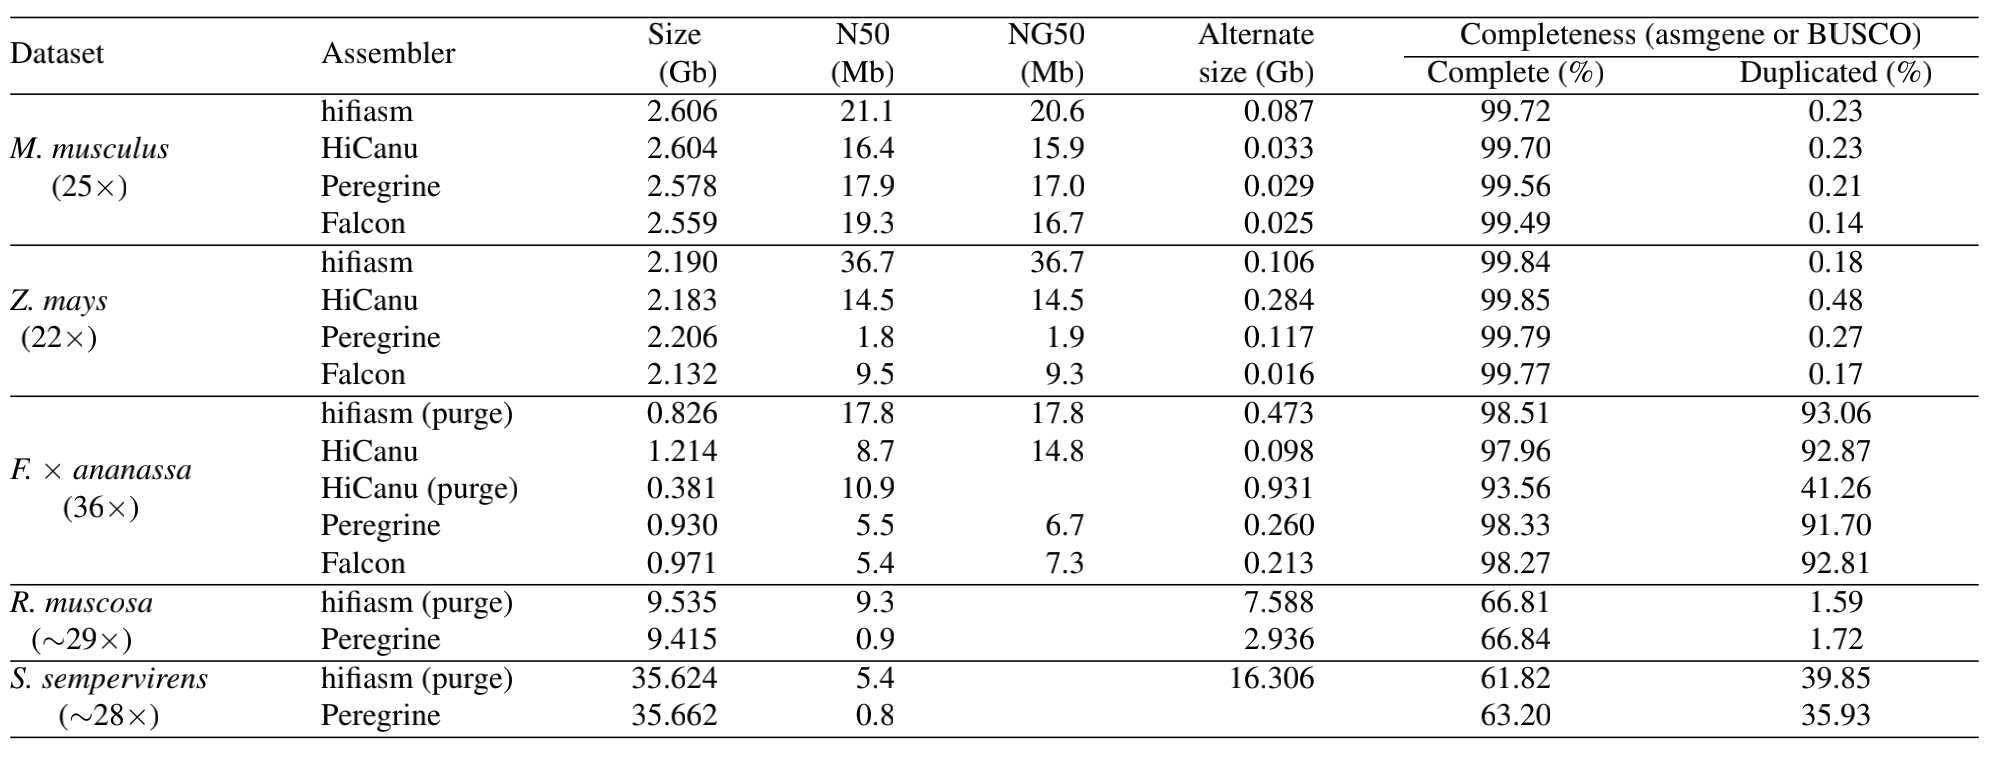 Dataset Assembler Size (Gb) N50 (Mb) NG50 (Mb) Alternate size (Gb) Completeness (asmgene or BUSCO) Complete (%) Duplicated (%)
M. musculus (25×)
hifiasm 2.606 21.1 20.6 0.087 99.72 0.23
HiCanu 2.604 16.4 15.9 0.033 99.70 0.23
Peregrine 2.578 17.9 17.0 0.029 99.56 0.21
Falcon 2.559 19.3 16.7 0.025 99.49 0.14
Z. mays (22×)
hifiasm 2.190 36.7 36.7 0.106 99.84 0.18
HiCanu 2.183 14.5 14.5 0.284 99.85 0.48
Peregrine 2.206 1.8 1.9 0.117 99.79 0.27
Falcon 2.132 9.5 9.3 0.016 99.77 0.17
F. × ananassa (36×)
hifiasm (purge) 0.826 17.8 17.8 0.473 98.51 93.06
HiCanu 1.214 8.7 14.8 0.098 97.96 92.87
HiCanu (purge) 0.381 10.9 0.931 93.56 41.26
Peregrine 0.930 5.5 6.7 0.260 98.33 91.70
Falcon 0.971 5.4 7.3 0.213 98.27 92.81
R. muscosa (∼29×)
hifiasm (purge) 9.535 9.3 7.588 66.81 1.59
Peregrine 9.415 0.9 2.936 66.84 1.72
S. sempervirens (∼28×)
hifiasm (purge) 35.624 5.4 16.306 61.82 39.85
Peregrine 35.662 0.8 63.20 35.93